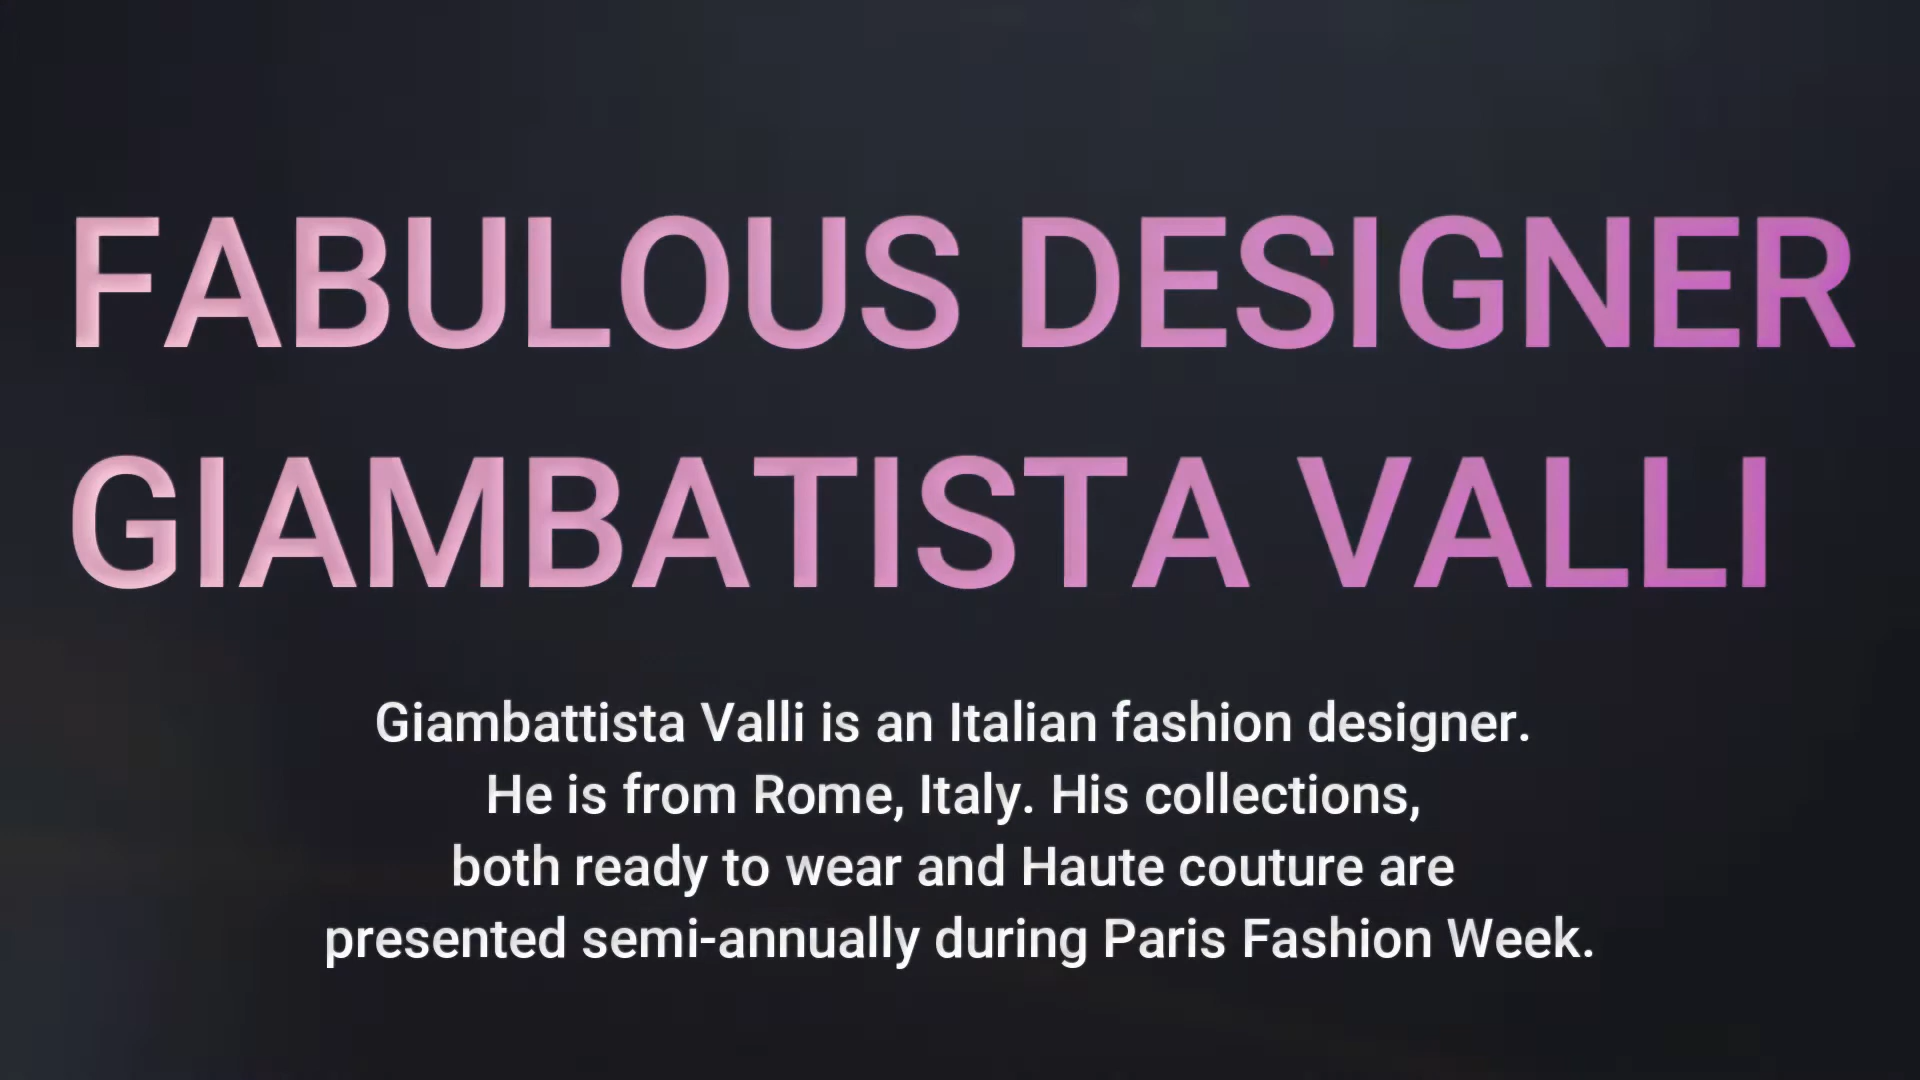 FABULOUS DESIGNER
GIAMBATISTA VALLI
Giambattista Valli is an Italian fashion designer.
He is from Rome, Italy. His collections,
both ready to wear and Haute couture are
presented semi-annually during Paris Fashion Week.